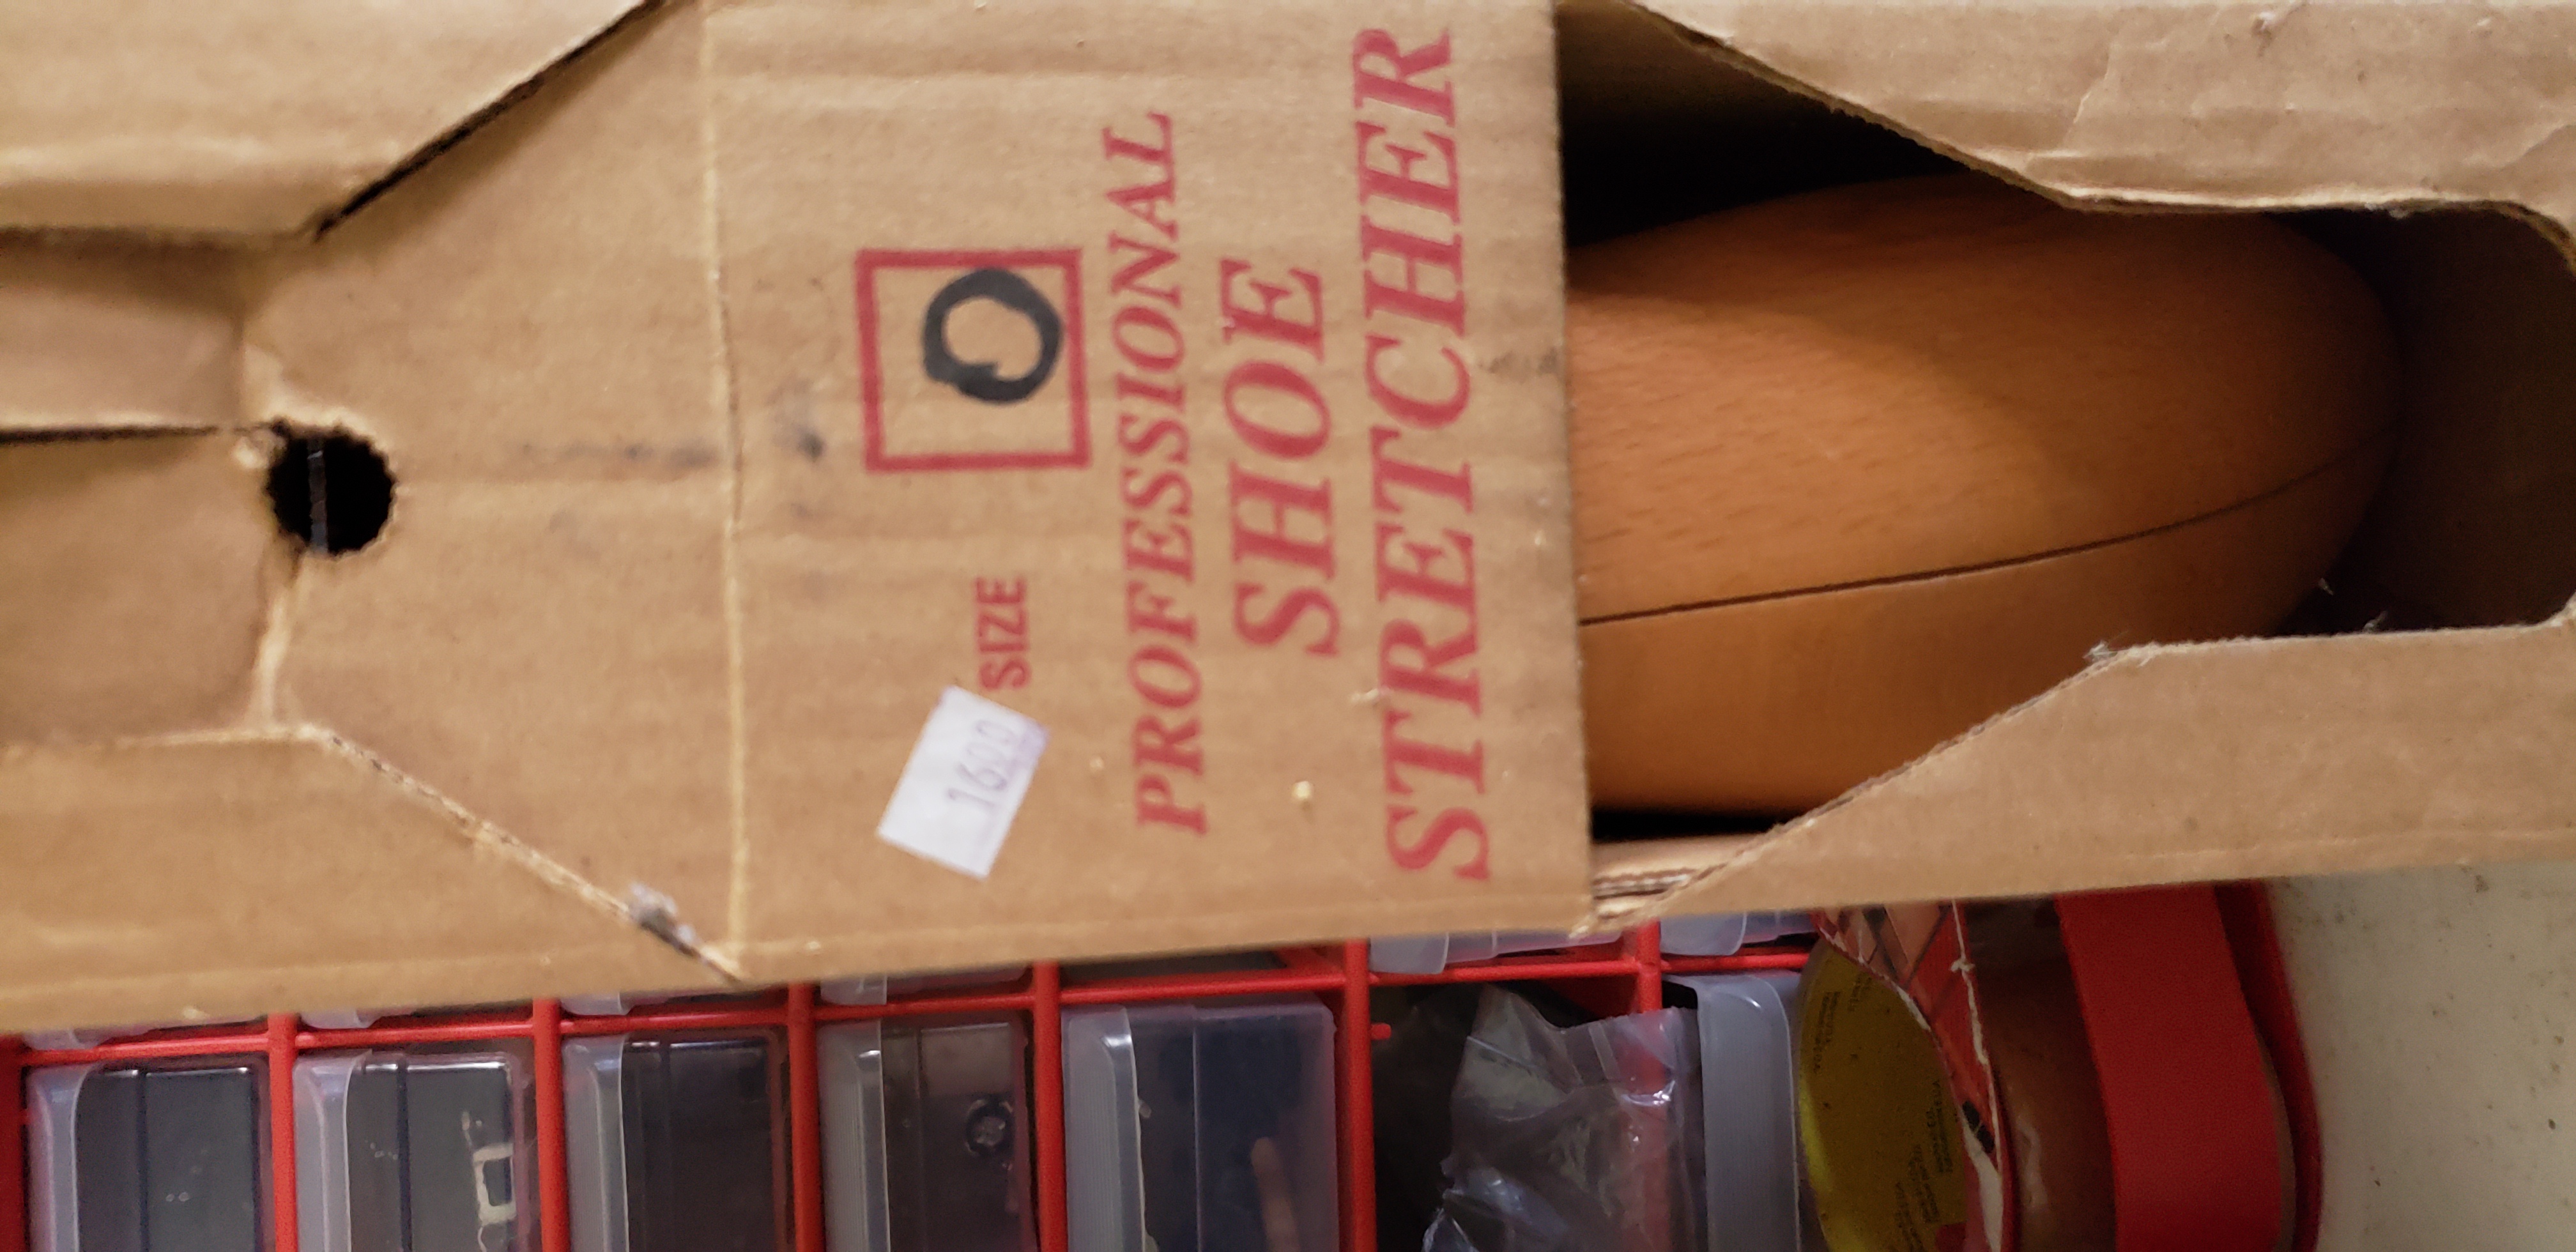 PROFESSIONAL
SHOE
STRETCHER
SIZE O
1600